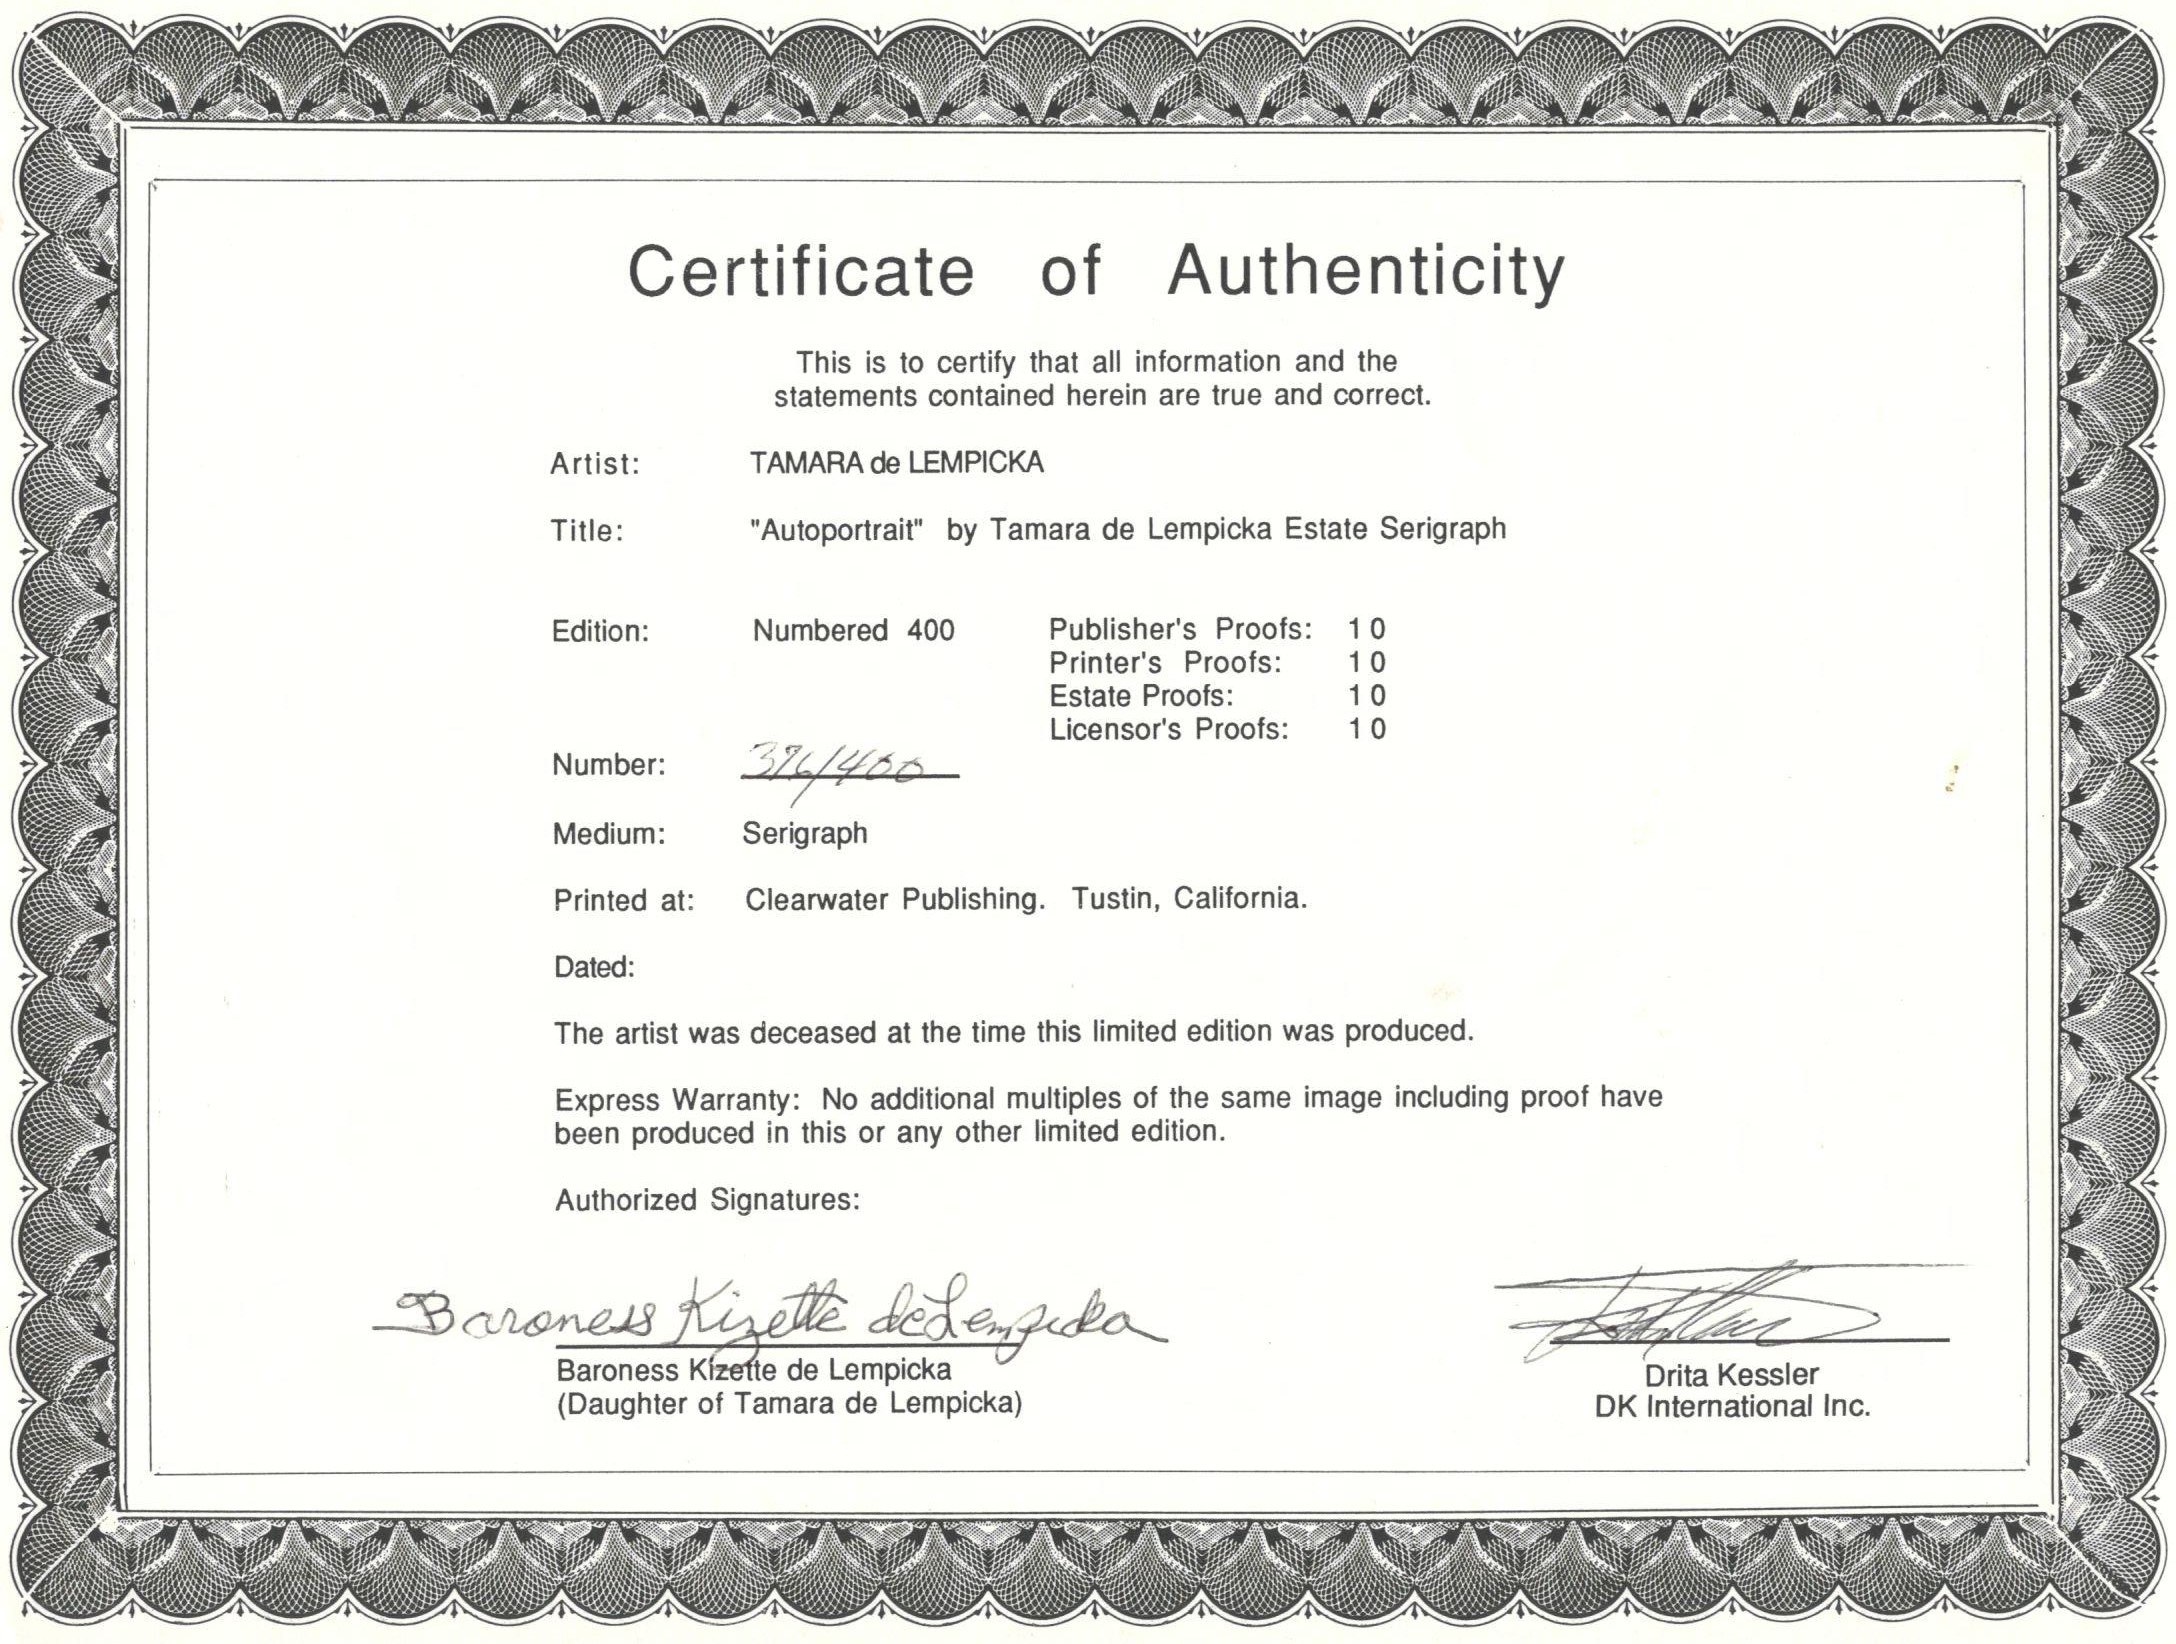 Certificate of Authenticity
This is to certify that all information and the
statements contained herein are true and correct.
Artist: TAMARA de LEMPICKA
Title: "Autoportrait" by Tamara de Lempicka Estate Serigraph
Edition: Numbered 400 Publisher's Proofs: 10
Printer's Proofs: 10
Estate Proofs: 10
Licensor's Proofs: 10
Number: 376/400
Medium: Serigraph
Printed at: Clearwater Publishing. Tustin, California.
Dated:
The artist was deceased at the time this limited edition was produced.
Express Warranty: No additional multiples of the same image including proof have
been produced in this or any other limited edition.
Authorized Signatures:
Baroness Kizette de Lempicka
Baroness Kizette de Lempicka
(Daughter of Tamara de Lempicka)
Drita Kessler
DK International Inc.